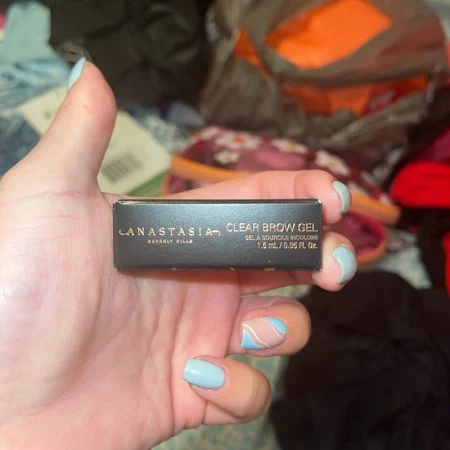 ANASTASIA
BEVERLY HILLS
CLEAR BROW GEL
GEL À SOURCILS INCOLORE
1.5 mL / 0.05 Fl. Oz.